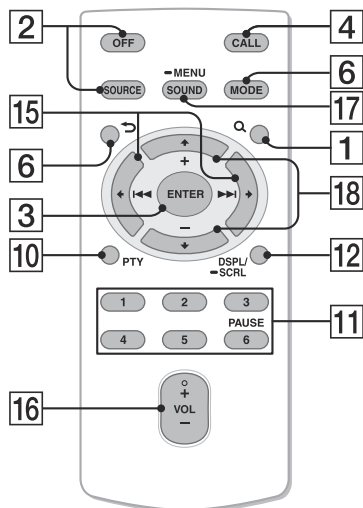 2
4
OFF
CALL
6
-MENU
SOURCE
SOUND
MODE
15
17
6
1
+
ENTER
18
3
-
10
PTY
DSPL/
-SCRL
12
1
2
3
11
PAUSE
4
5
6
16
+
VOL
-